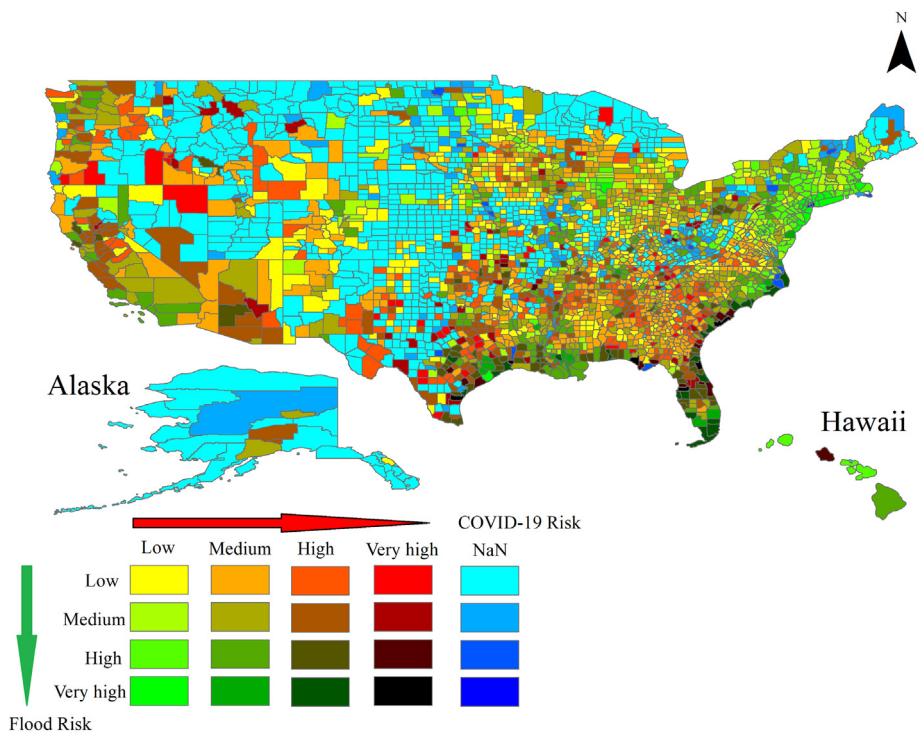 N
Alaska
Hawaii
COVID-19 Risk
Low Medium High Very high NaN
Low
Medium
High
Very high
Flood Risk